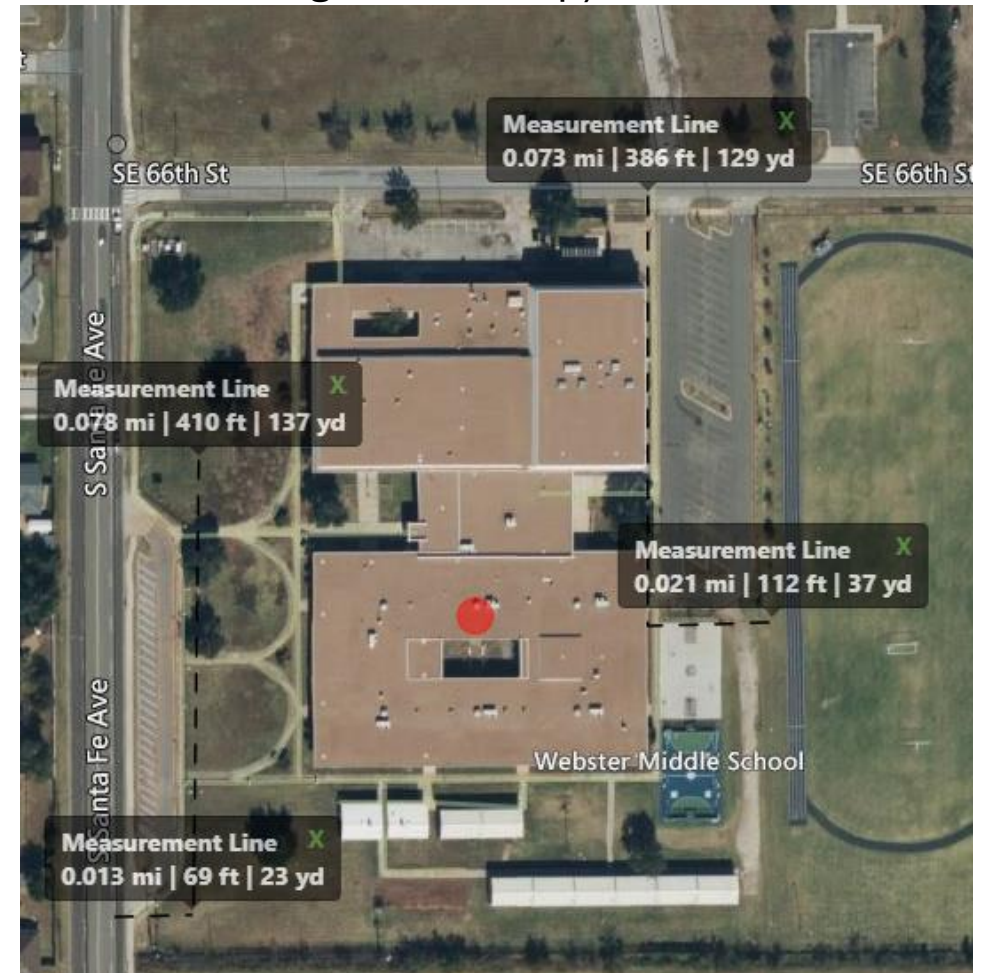 Measurement Line X
0.073 mi | 386 ft | 129 yd
SE 66th St
SE 66th St
S Santa Fe Ave
Measurement Line X
0.078 mi | 410 ft | 137 yd
Measurement Line X
0.021 mi | 112 ft | 37 yd
S Santa Fe Ave
Webster Middle School
Measurement Line X
0.013 mi | 69 ft | 23 yd